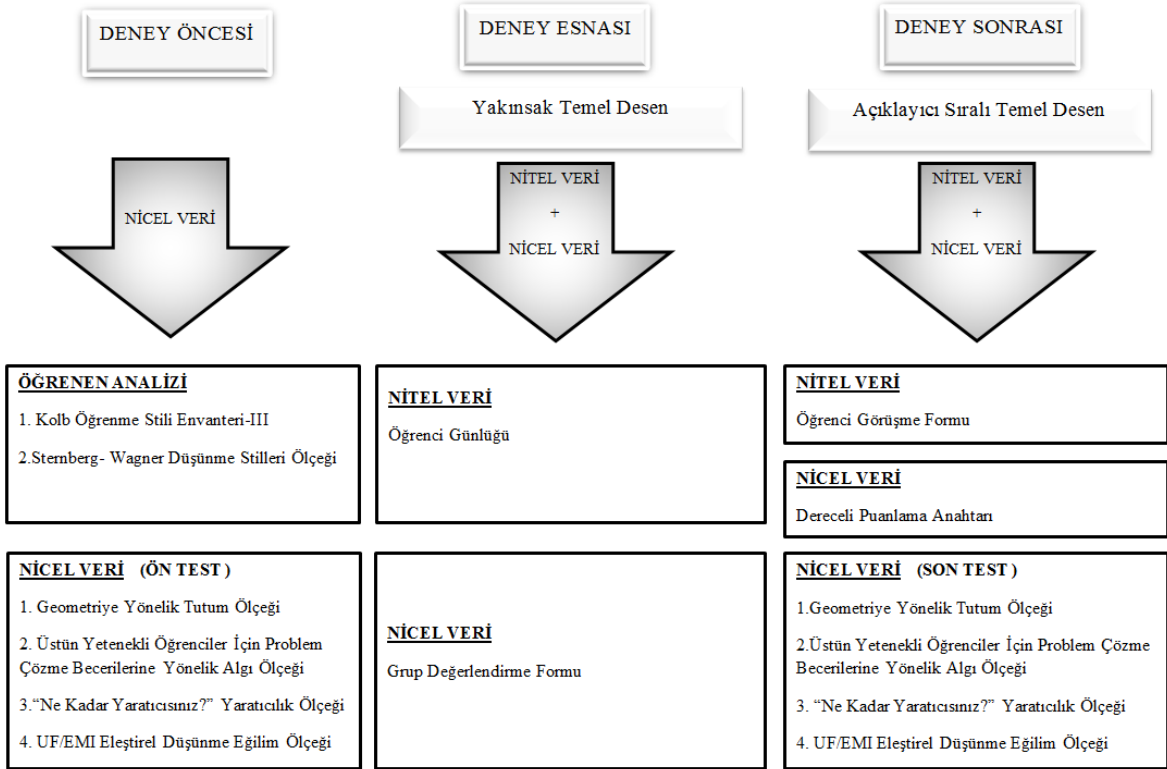 DENEY ÖNCESİ
DENEY ESNASI
DENEY SONRASI
Yakınsak Temel Desen
Açıklayıcı Sıralı Temel Desen
NİCEL VERİ
NİTEL VERİ
+
NİCEL VERİ
NİTEL VERİ
+
NİCEL VERİ
ÖĞRENEN ANALİZİ
1. Kolb Öğrenme Stili Envanteri-III
2.Sternberg- Wagner Düşünme Stilleri Ölçeği
NİTEL VERİ
Öğrenci Günlüğü
NİTEL VERİ
Öğrenci Görüşme Formu
NİCEL VERİ
Dereceli Puanlama Anahtarı
NİCEL VERİ (ÖN TEST )
1. Geometriye Yönelik Tutum Ölçeği
2. Üstün Yetenekli Öğrenciler İçin Problem
Çözme Becerilerine Yönelik Algı Ölçeği
3.“Ne Kadar Yaratıcısınız?” Yaratıcılık Ölçeği
4. UF/EMI Eleştirel Düşünme Eğilim Ölçeği
NİCEL VERİ
Grup Değerlendirme Formu
NİCEL VERİ (SON TEST )
1.Geometriye Yönelik Tutum Ölçeği
2.Üstün Yetenekli Öğrenciler İçin Problem Çözme
Becerilerine Yönelik Algı Ölçeği
3. “Ne Kadar Yaratıcısınız?” Yaratıcılık Ölçeği
4. UF/EMI Eleştirel Düşünme Eğilim Ölçeği